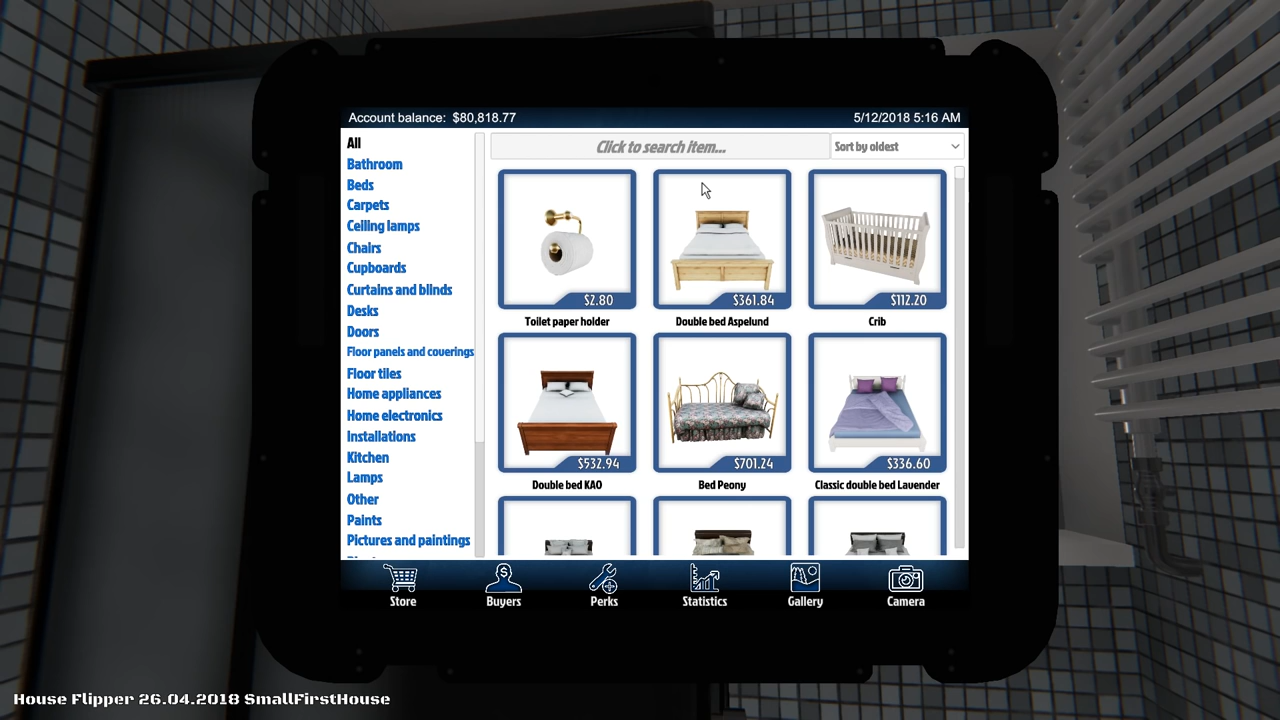 Account balance: $80,818.77
5/12/2018 5:16 AM
All
Bathroom
Beds
Carpets
Ceiling lamps
Chairs
Cupboards
Curtains and blinds
Desks
Doors
Floor panels and coverings
Floor tiles
Home appliances
Home electronics
Installations
Kitchen
Lamps
Other
Paints
Pictures and paintings
Click to search item...
Sort by oldest
$2.80
$361.84
$112.20
Toilet paper holder
Double bed Aspelund
Crib
$532.94
$701.24
$336.60
Double bed KAO
Bed Peony
Classic double bed Lavender
Store
Buyers
Perks
Statistics
Gallery
Camera
House Flipper 26.04.2018 SmallFirstHouse